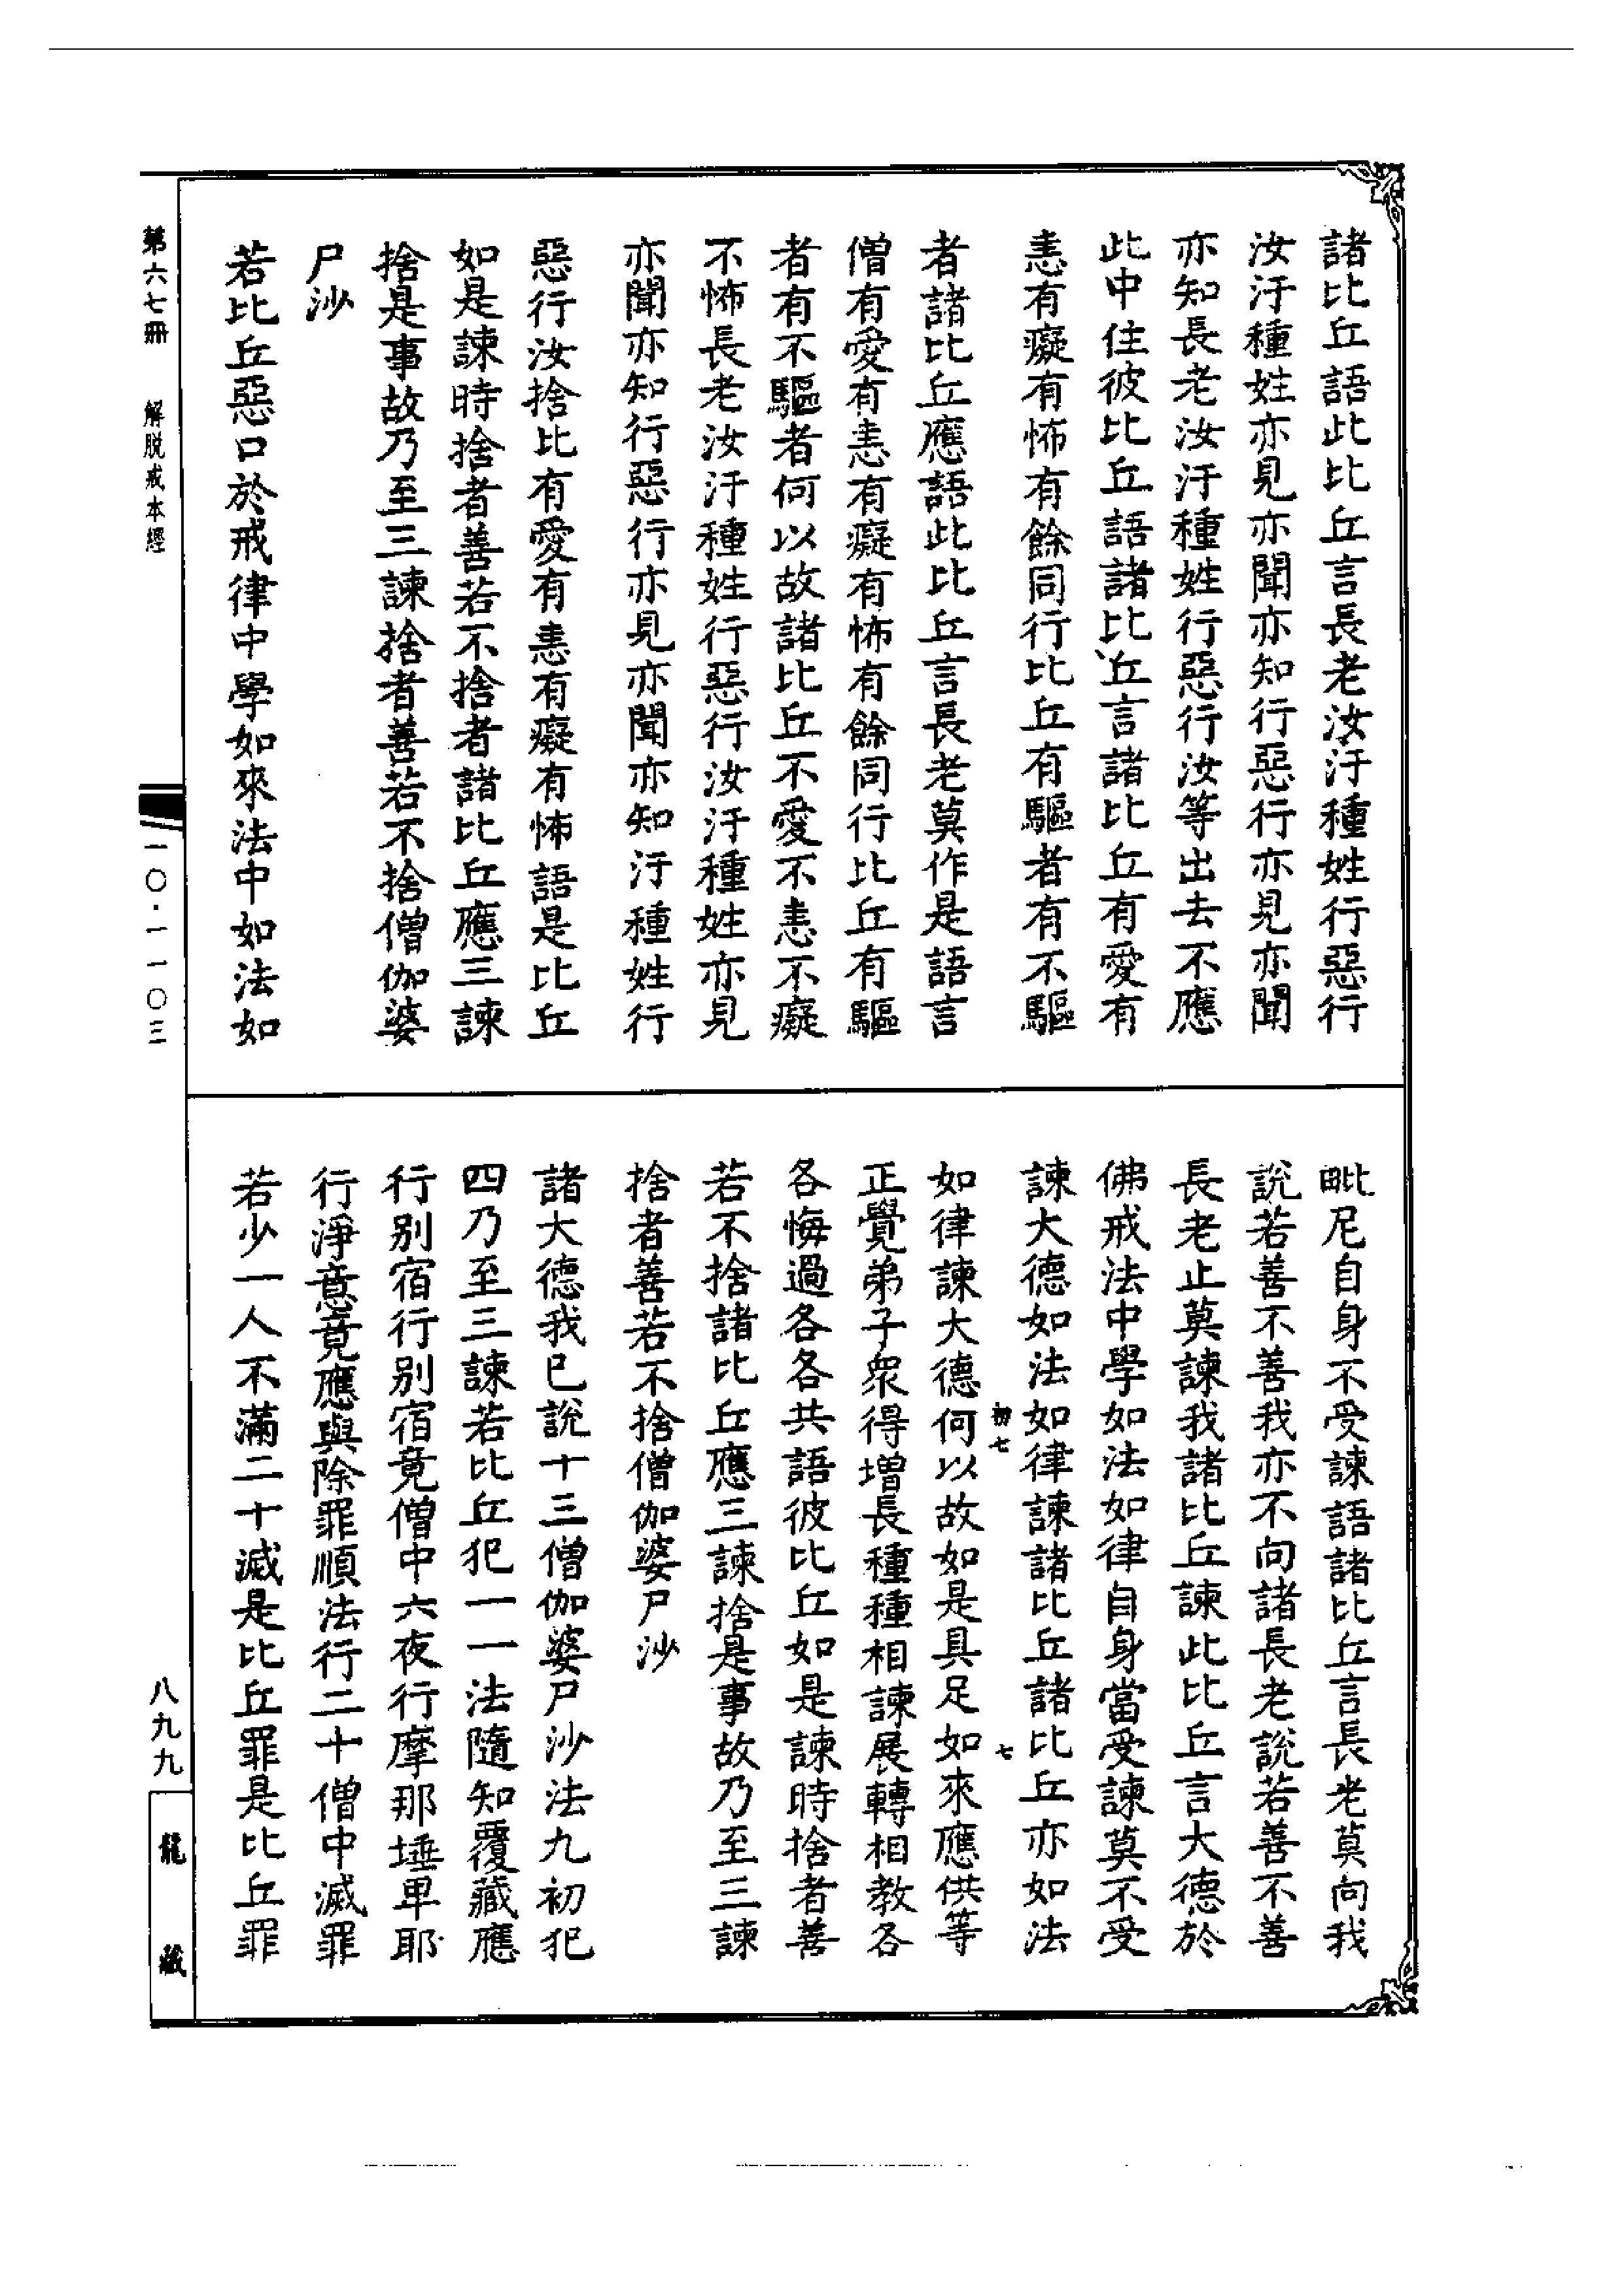 諸比丘語此比丘言長老汝汙種姓行惡行
汝汙種姓亦見亦聞亦知行惡行亦見亦聞
亦知長老汝汙種姓行惡行汝等出去不應
此中住彼比丘語諸比丘言諸比丘有愛有
恚有癡有怖有餘同行比丘有驅者有不驅
者諸比丘應語此比丘言長老莫作是語言
僧有愛有恚有癡有怖有餘同行比丘有驅
者有不驅者何以故諸比丘不愛不恚不癡
不怖長老汝汙種姓行惡行汝汙種姓亦見
亦聞亦知行惡行亦見亦聞亦知汙種姓行
惡行汝捨比有愛有恚有癡有怖語是比丘
如是諫時捨者善若不捨者諸比丘應三諫
捨是事故乃至三諫捨者善若不捨僧伽婆
尸沙
若比丘惡口於戒律中學如來法中如法如
毗尼自身不受諫語諸比丘言長老莫向我
說若善不善我亦不向諸長老說若善不善
長老止莫諫我諸比丘諫此比丘言大德於
佛戒法中學如法如律自身當受諫莫不受
諫大德如法如律諫諸比丘諸比丘亦如法
初七 七
如律諫大德何以故如是具足如來應供等
正覺弟子衆得增長種種相諫展轉相教各
各悔過各各共語彼比丘如是諫時捨者善
若不捨諸比丘應三諫捨是事故乃至三諫
捨者善若不捨僧伽婆尸沙
諸大德我已說十三僧伽婆尸沙法九初犯
四乃至三諫若比丘犯一一法隨知覆藏應
行別宿行別宿竟僧中六夜行摩那埵卑耶
行淨意竟應與除罪順法行二十僧中滅罪
若少一人不滿二十滅是比丘罪是比丘罪
第六七冊 解脫戒本經
一〇·一一〇三
八九九
龍藏